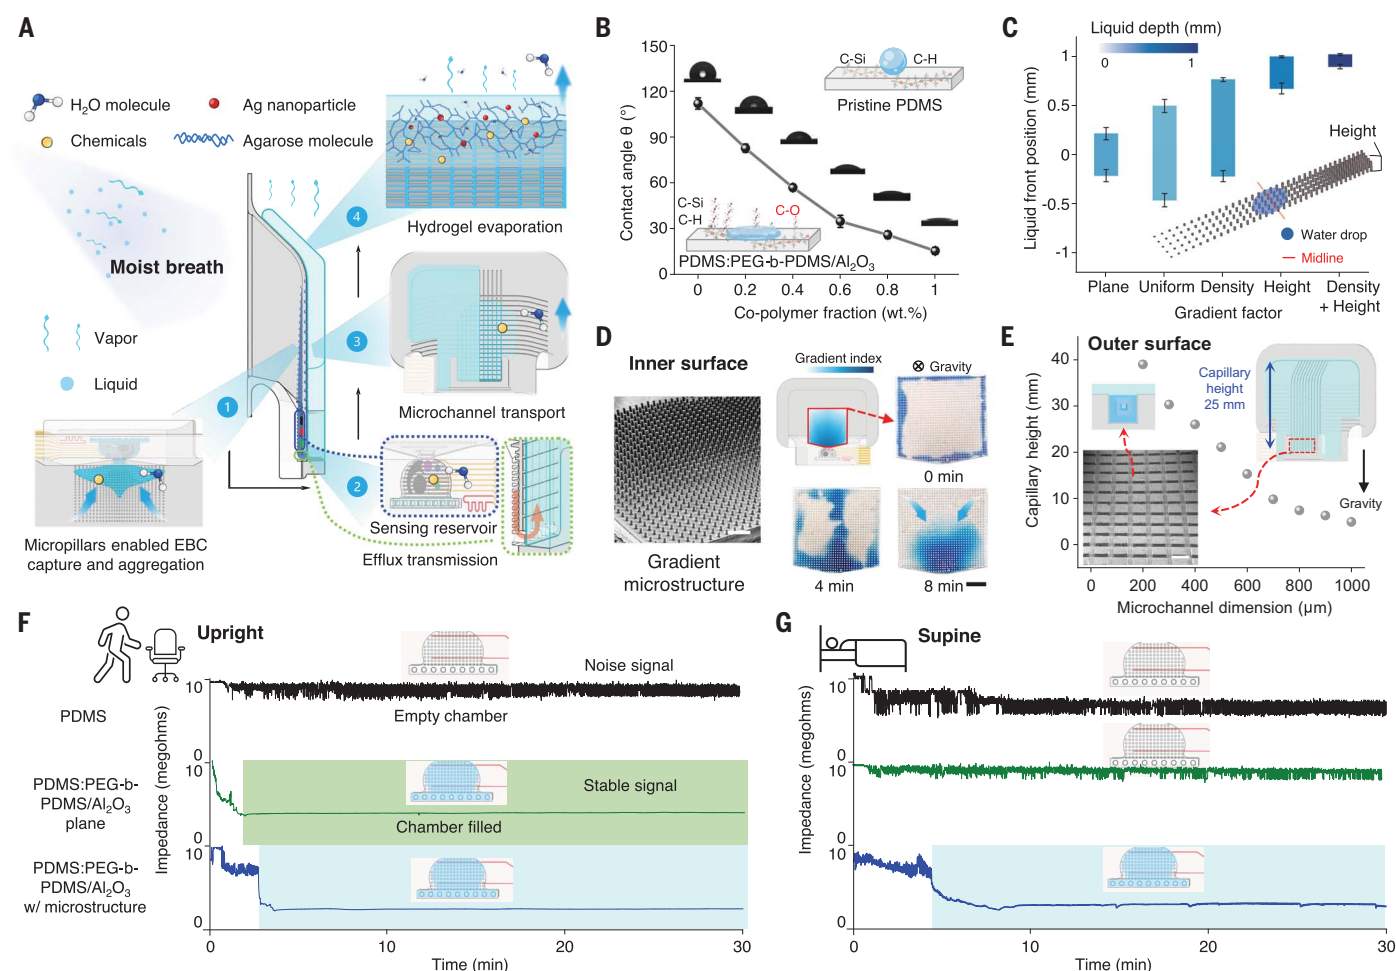 A
H2O molecule
Ag nanoparticle
Chemicals
Agarose molecule
Moist breath
Vapor
Liquid
1
2
3
4
Hydrogel evaporation
Microchannel transport
Sensing reservoir
Efflux transmission
Micropillars enabled EBC
capture and aggregation
B
Contact angle θ (°)
150
120
90
60
30
0
C-Si
C-H
Pristine PDMS
C-Si
C-H
C-O
PDMS:PEG-b-PDMS/Al2O3
0 0.2 0.4 0.6 0.8 1
Co-polymer fraction (wt.%)
C
Liquid depth (mm)
0 1
Liquid front position (mm)
1
0.5
0
-0.5
-1
Height
Water drop
Midline
Plane Uniform Density Height Density
+ Height
Gradient factor
D
Inner surface
Gradient index
Gravity
0 min
Gradient
microstructure
4 min
8 min
E
Outer surface
Capillary height (mm)
40
30
20
10
0
Capillary
height
25 mm
Gravity
0 200 400 600 800 1000
Microchannel dimension (µm)
F
Upright
PDMS
PDMS:PEG-b-
PDMS/Al2O3
plane
PDMS:PEG-b-
PDMS/Al2O3
w/ microstructure
Impedance (megohms)
10
0
10
0
10
0
Noise signal
Empty chamber
Stable signal
Chamber filled
0 10 20 30
Time (min)
G
Supine
Impedance (megohms)
10
0
10
0
10
0
0 10 20 30
Time (min)